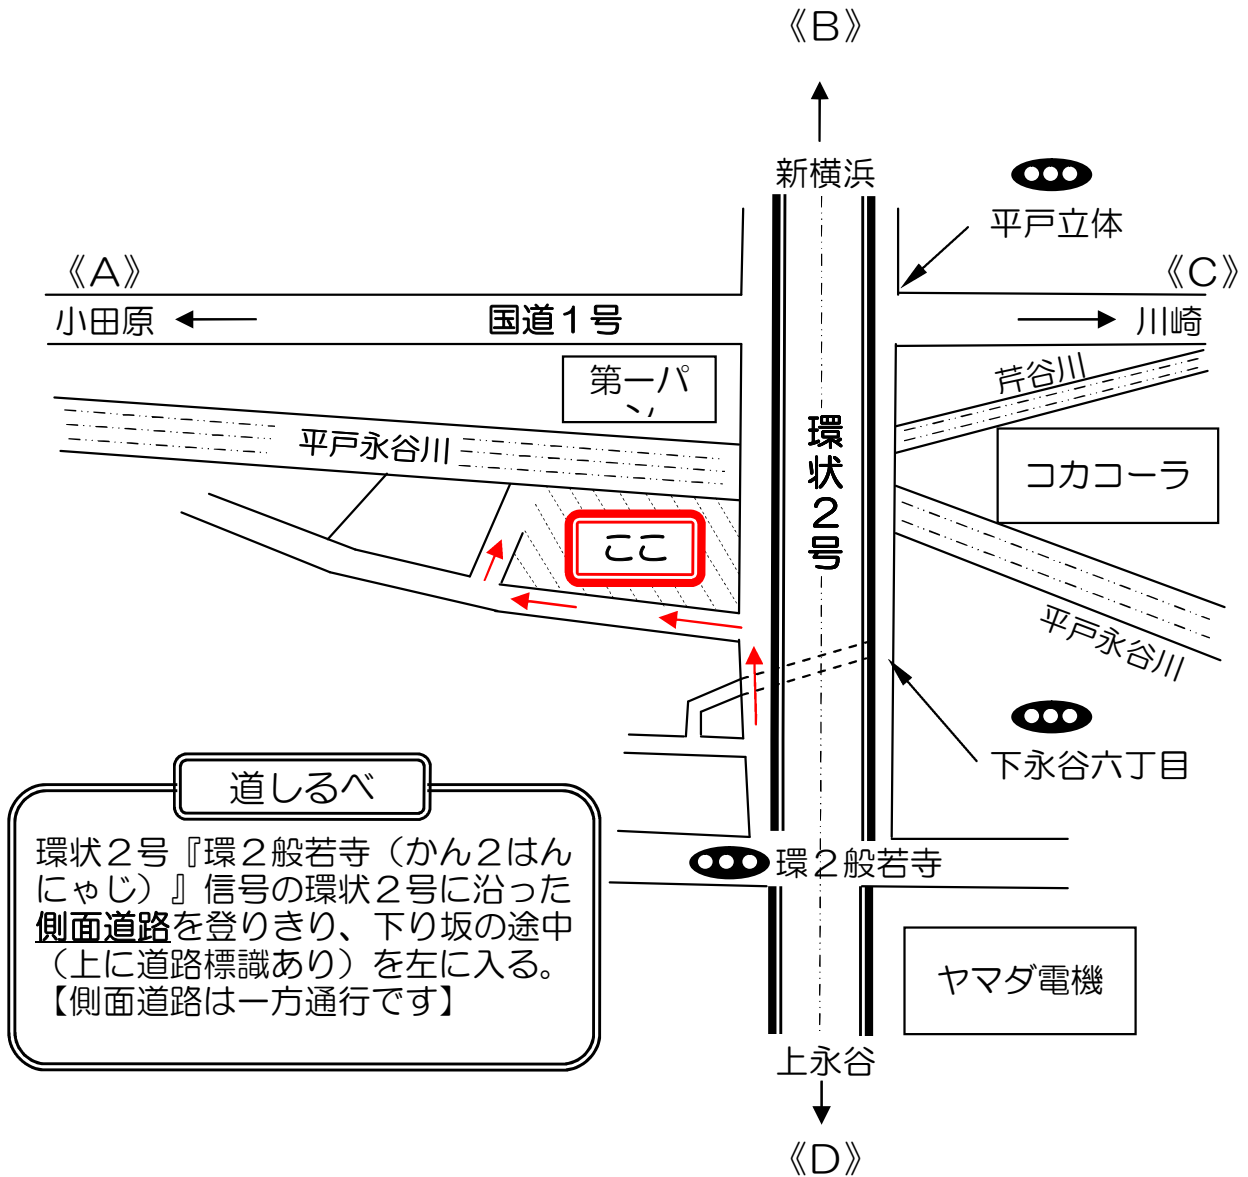 《B》
新横浜
平戸立体
《A》
《C》
小田原
国道1号
川崎
第一パ
芹谷川
平戸永谷川
環状2号
コカコーラ
ここ
平戸永谷川
下永谷六丁目
道しるべ
環状2号『環2般若寺（かん2はん
にゃじ）』信号の環状2号に沿った
側面道路を登りきり、下り坂の途中
（上に道路標識あり）を左に入る。
【側面道路は一方通行です】
環2般若寺
ヤマダ電機
上永谷
《D》